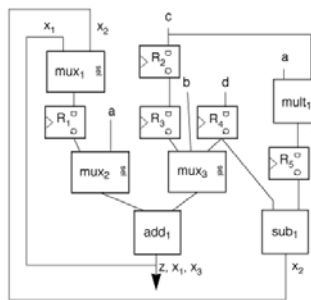 x₁ x₂ c
mux₁ sel
R₂ D Q
a
mult₁
R₁ D Q
a
R₃ D Q
b
R₄ D Q
d
R₅ D Q
mux₂ sel
mux₃ sel
add₁
sub₁
z, x₁, x₃
x₂